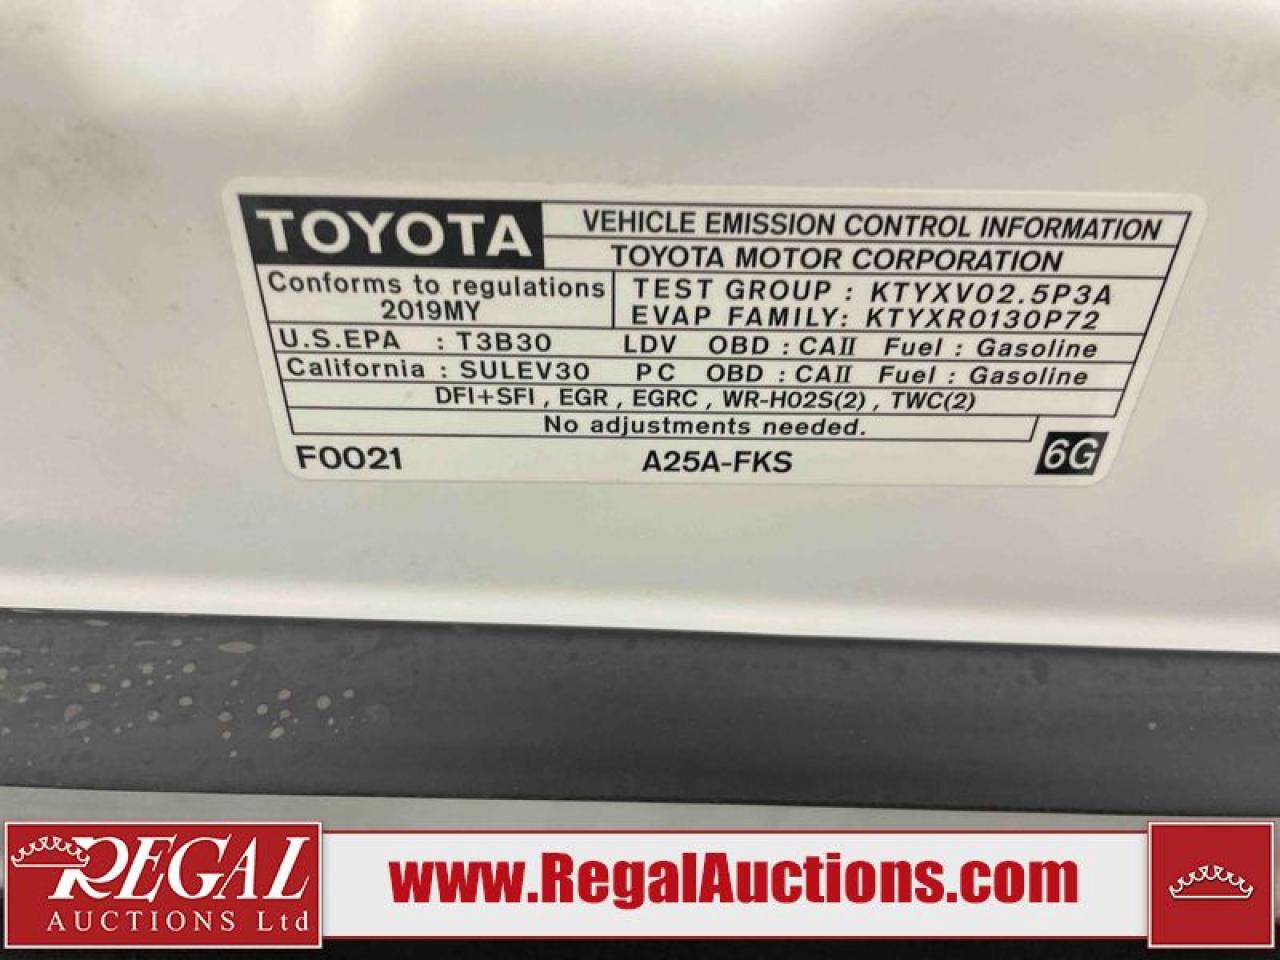 TOYOTA VEHICLE EMISSION CONTROL INFORMATION
TOYOTA MOTOR CORPORATION
Conforms to regulations
2019MY
TEST GROUP : KTYXV02.5P3A
EVAP FAMILY: KTYXR0130P72
U.S.EPA : T3B30 LDV OBD : CAII Fuel : Gasoline
California : SULEV30 PC OBD : CAII Fuel : Gasoline
DFI+SFI , EGR , EGRC , WR-HO2S(2) , TWC(2)
No adjustments needed.
F0021 A25A-FKS 6G
REGAL
AUCTIONS Ltd
www.RegalAuctions.com